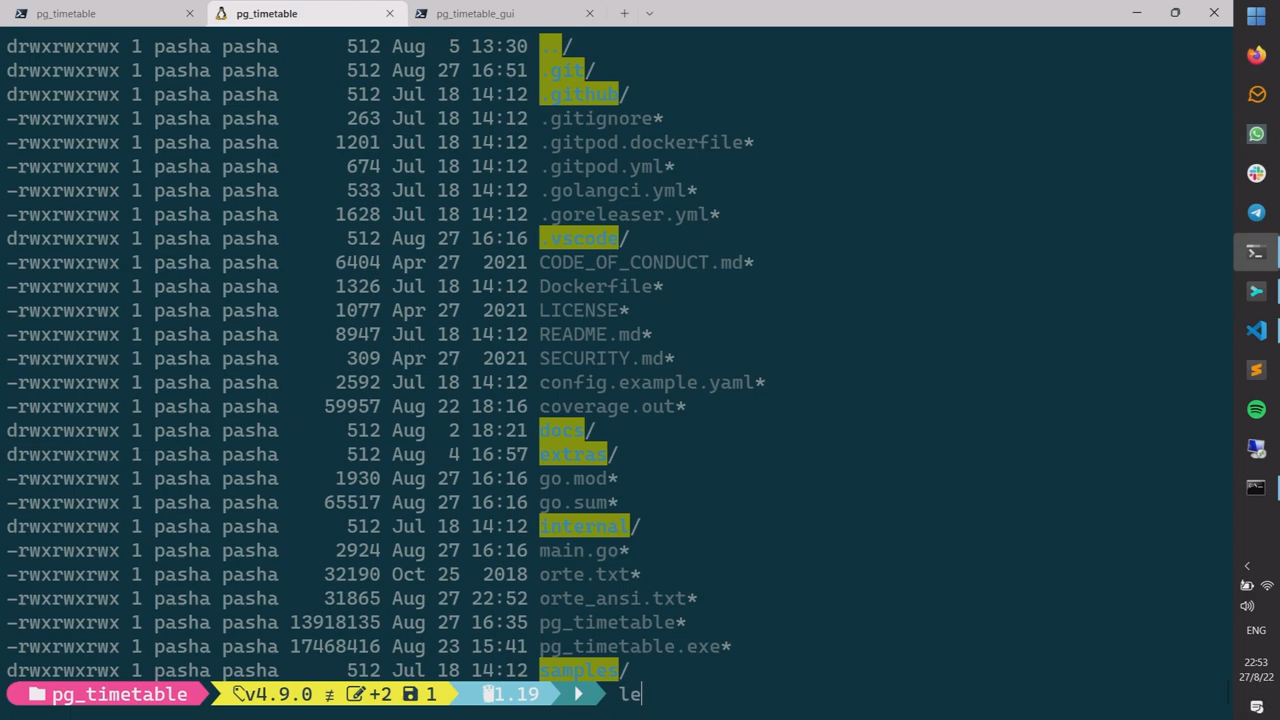 pg_timetable pg_timetable pg_timetable_gui
drwxrwxrwx 1 pasha pasha 512 Aug 5 13:30 ../
drwxrwxrwx 1 pasha pasha 512 Aug 27 16:51 .git/
drwxrwxrwx 1 pasha pasha 512 Jul 18 14:12 .github/
-rwxrwxrwx 1 pasha pasha 263 Jul 18 14:12 .gitignore*
-rwxrwxrwx 1 pasha pasha 1201 Jul 18 14:12 .gitpod.dockerfile*
-rwxrwxrwx 1 pasha pasha 674 Jul 18 14:12 .gitpod.yml*
-rwxrwxrwx 1 pasha pasha 533 Jul 18 14:12 .golangci.yml*
-rwxrwxrwx 1 pasha pasha 1628 Jul 18 14:12 .goreleaser.yml*
drwxrwxrwx 1 pasha pasha 512 Aug 27 16:16 .vscode/
-rwxrwxrwx 1 pasha pasha 6404 Apr 27 2021 CODE_OF_CONDUCT.md*
-rwxrwxrwx 1 pasha pasha 1326 Jul 18 14:12 Dockerfile*
-rwxrwxrwx 1 pasha pasha 1077 Apr 27 2021 LICENSE*
-rwxrwxrwx 1 pasha pasha 8947 Jul 18 14:12 README.md*
-rwxrwxrwx 1 pasha pasha 309 Apr 27 2021 SECURITY.md*
-rwxrwxrwx 1 pasha pasha 2592 Jul 18 14:12 config.example.yaml*
-rwxrwxrwx 1 pasha pasha 59957 Aug 22 18:16 coverage.out*
drwxrwxrwx 1 pasha pasha 512 Aug 2 18:21 docs/
drwxrwxrwx 1 pasha pasha 512 Aug 4 16:57 extras/
-rwxrwxrwx 1 pasha pasha 1930 Aug 27 16:16 go.mod*
-rwxrwxrwx 1 pasha pasha 65517 Aug 27 16:16 go.sum*
drwxrwxrwx 1 pasha pasha 512 Jul 18 14:12 internal/
-rwxrwxrwx 1 pasha pasha 2924 Aug 27 16:16 main.go*
-rwxrwxrwx 1 pasha pasha 32190 Oct 25 2018 orte.txt*
-rwxrwxrwx 1 pasha pasha 31865 Aug 27 22:52 orte_ansi.txt*
-rwxrwxrwx 1 pasha pasha 13918135 Aug 27 16:35 pg_timetable*
-rwxrwxrwx 1 pasha pasha 17468416 Aug 23 15:41 pg_timetable.exe*
drwxrwxrwx 1 pasha pasha 512 Jul 18 14:12 samples/
pg_timetable v4.9.0 ≢ +2 1 1.19 le
ENG
22:53
27/8/22